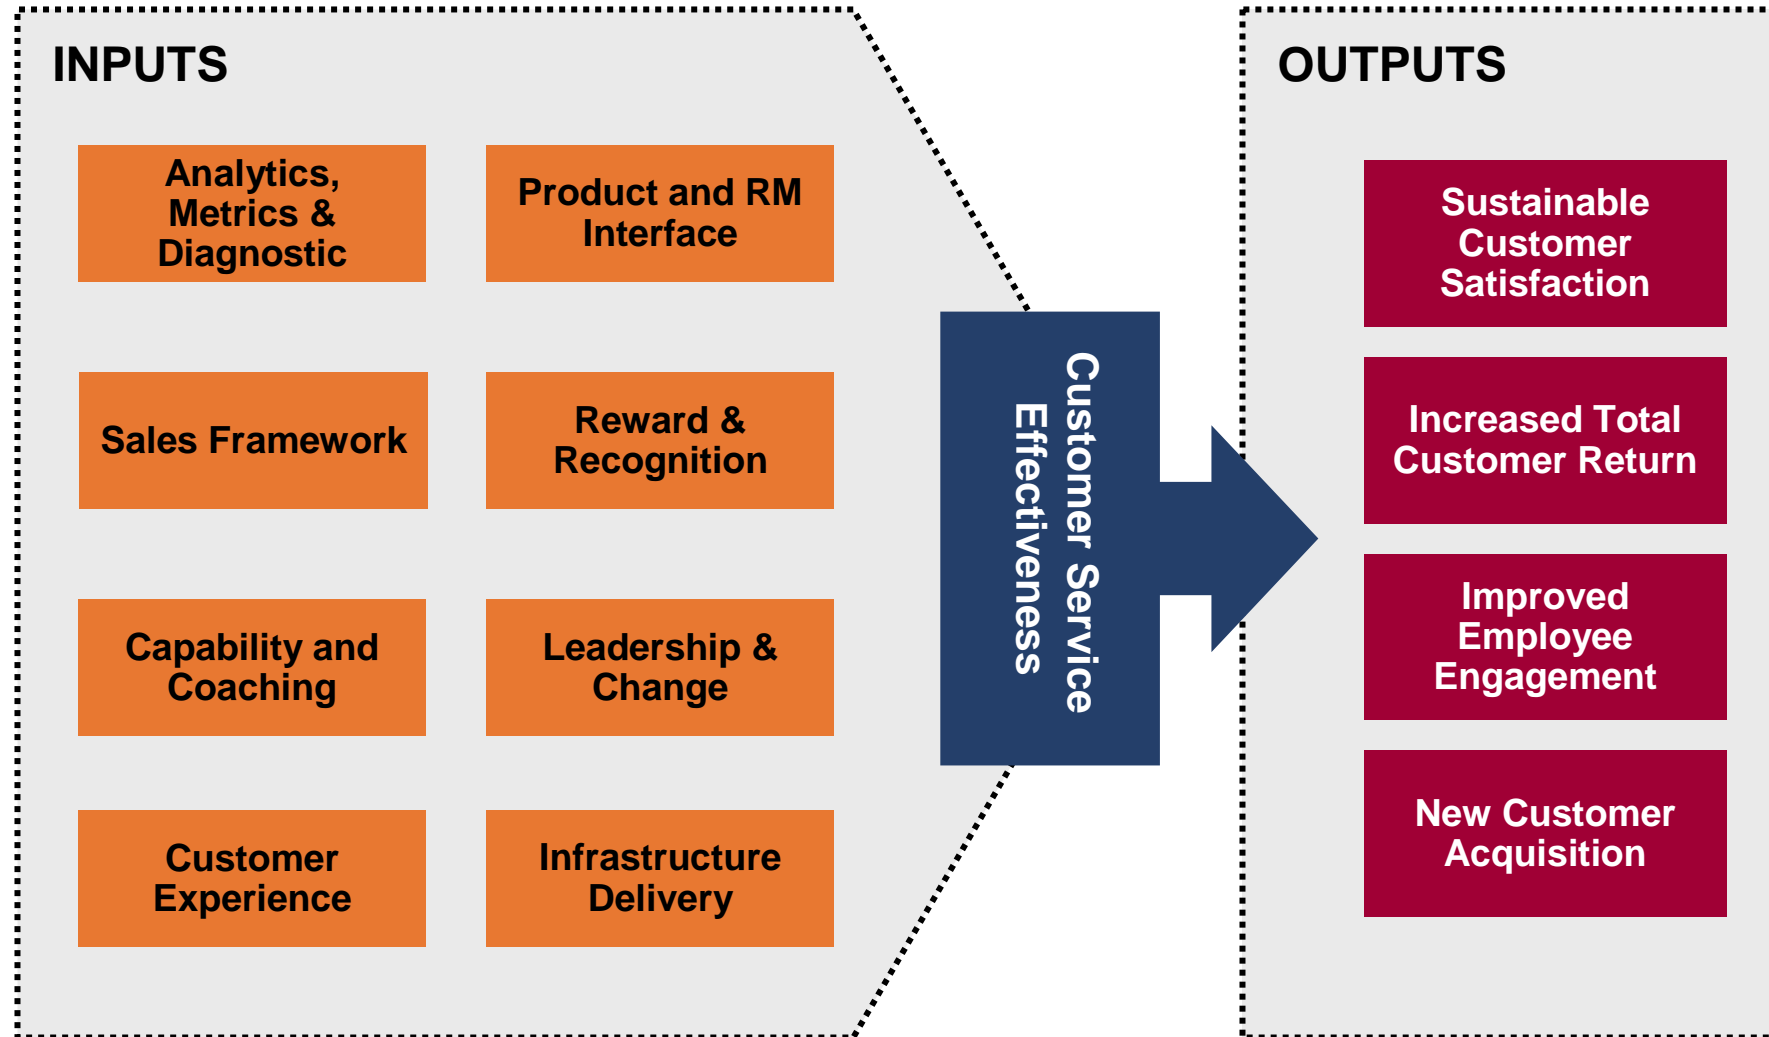 INPUTS
Analytics,
Metrics &
Diagnostic
Product and RM
Interface
Sales Framework
Reward &
Recognition
Capability and
Coaching
Leadership &
Change
Customer
Experience
Infrastructure
Delivery
Customer Service
Effectiveness
OUTPUTS
Sustainable
Customer
Satisfaction
Increased Total
Customer Return
Improved
Employee
Engagement
New Customer
Acquisition